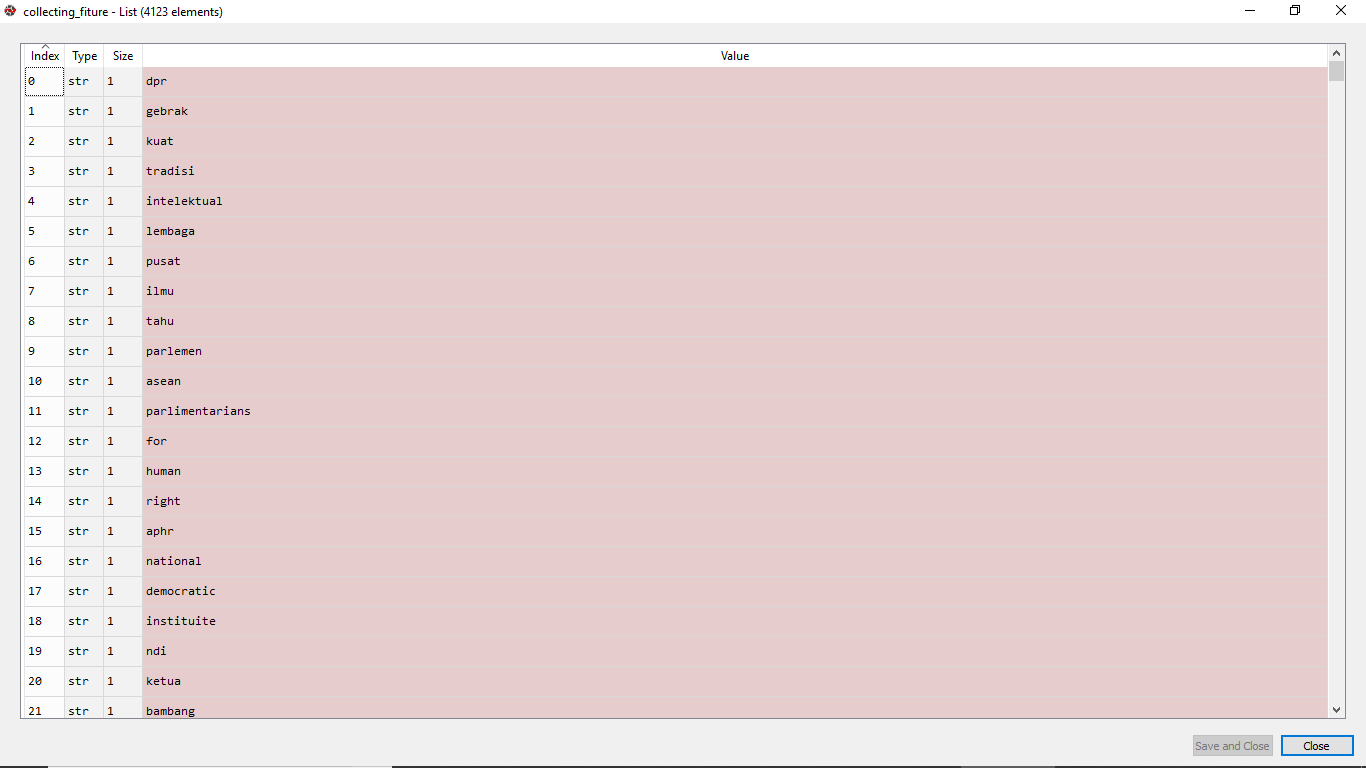 collecting_fiture - List (4123 elements)
Index Type Size Value
0 str 1 dpr
1 str 1 gebrak
2 str 1 kuat
3 str 1 tradisi
4 str 1 intelektual
5 str 1 lembaga
6 str 1 pusat
7 str 1 ilmu
8 str 1 tahu
9 str 1 parlemen
10 str 1 asean
11 str 1 parlimentarians
12 str 1 for
13 str 1 human
14 str 1 right
15 str 1 aphr
16 str 1 national
17 str 1 democratic
18 str 1 instituite
19 str 1 ndi
20 str 1 ketua
21 str 1 bambang
Save and Close Close